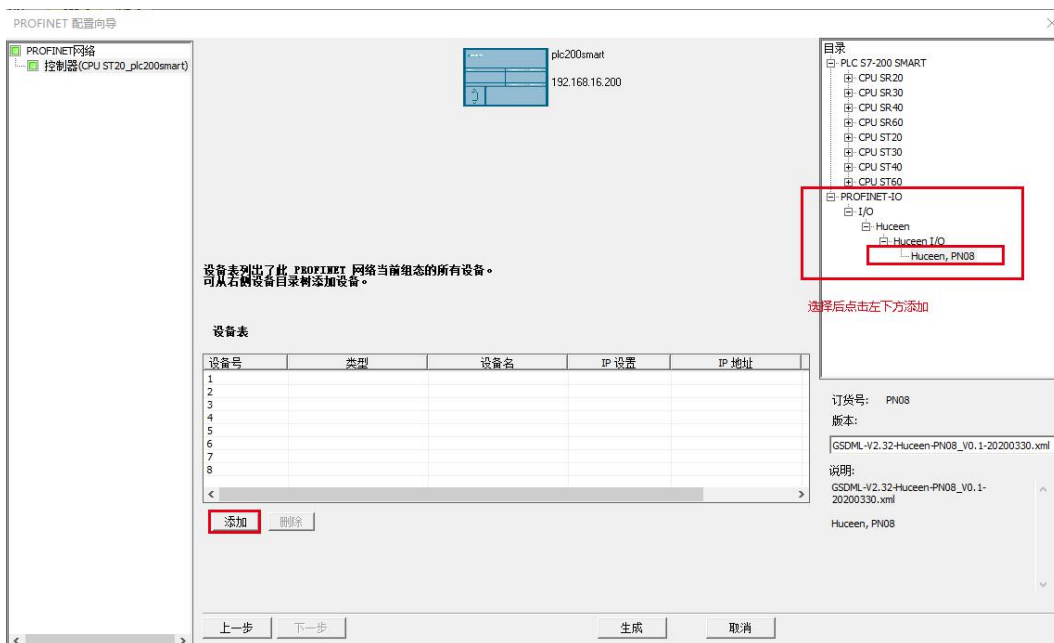 PROFINET 配置向导
PROFINET网络
控制器(CPU ST20_plc200smart)
plc200smart
192.168.16.200
设备表列出了此 PROFINET 网络当前组态的所有设备。
可从右侧设备目录树添加设备。
设备表
设备号 类型 设备名 IP 设置 IP 地址
1
2
3
4
5
6
7
8
添加 删除
上一步 下一步 生成 取消
目录
PLC S7-200 SMART
CPU SR20
CPU SR30
CPU SR40
CPU SR60
CPU ST20
CPU ST30
CPU ST40
CPU ST60
PROFINET-IO
I/O
Huceen
Huceen I/O
Huceen, PN08
选择后点击左下方添加
订货号: PN08
版本:
GSDML-V2.32-Huceen-PN08_V0.1-20200330.xml
说明:
GSDML-V2.32-Huceen-PN08_V0.1-
20200330.xml
Huceen, PN08